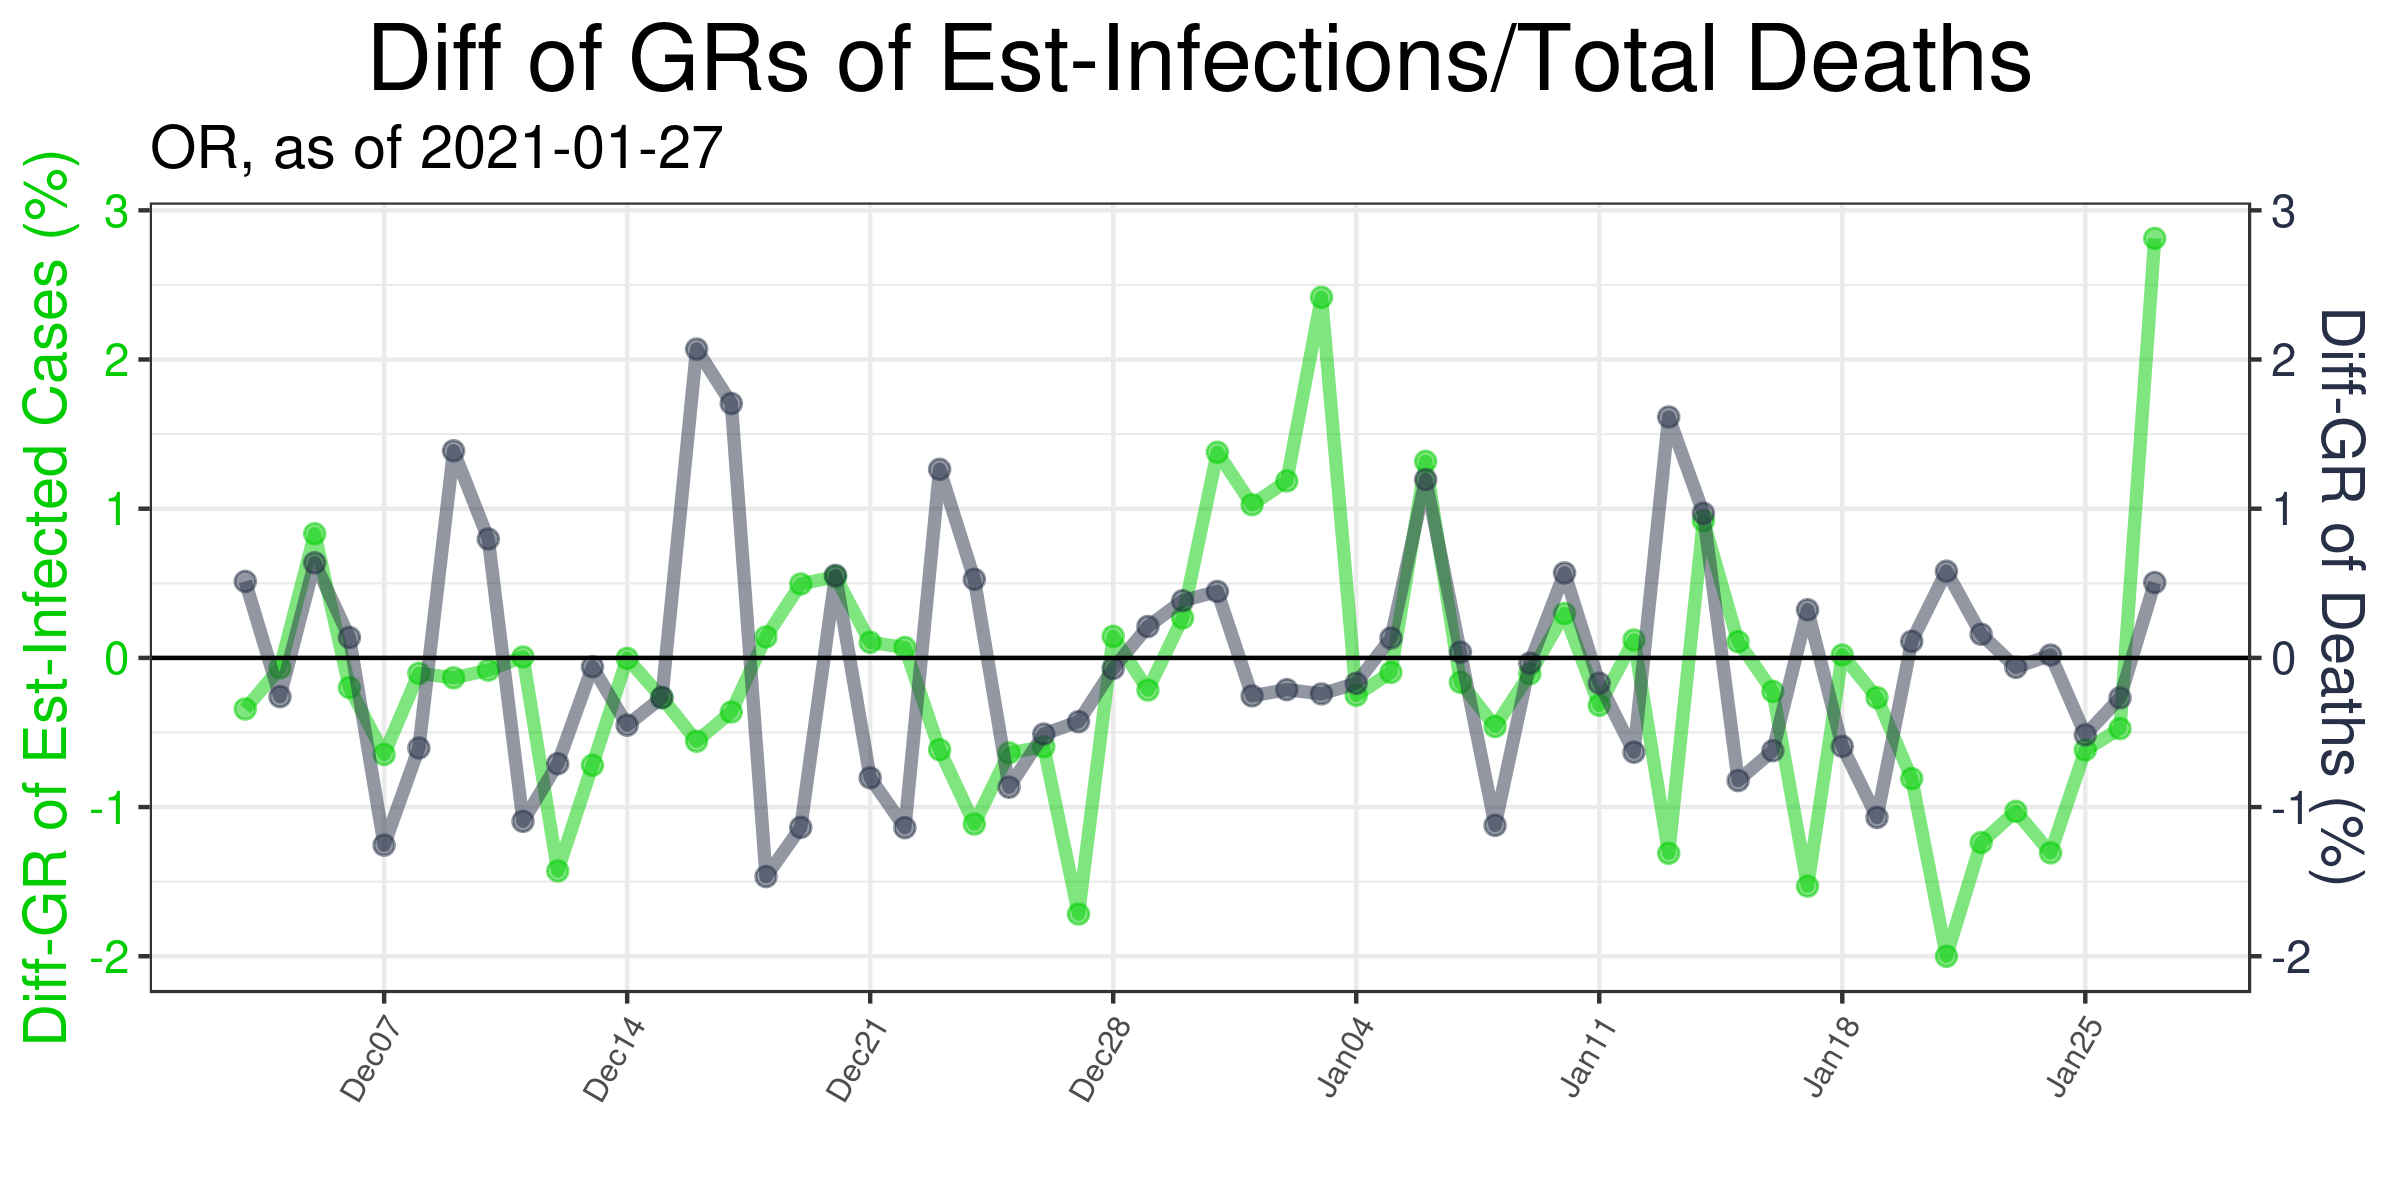 Diff of GRs of Est-Infections/Total Deaths
OR, as of 2021-01-27
Diff-GR of Est-Infected Cases (%)
3
2
1
0
-1
-2
3
2
1
0
-1
-2
Diff-GR of Deaths (%)
Dec07
Dec14
Dec21
Dec28
Jan04
Jan11
Jan18
Jan25